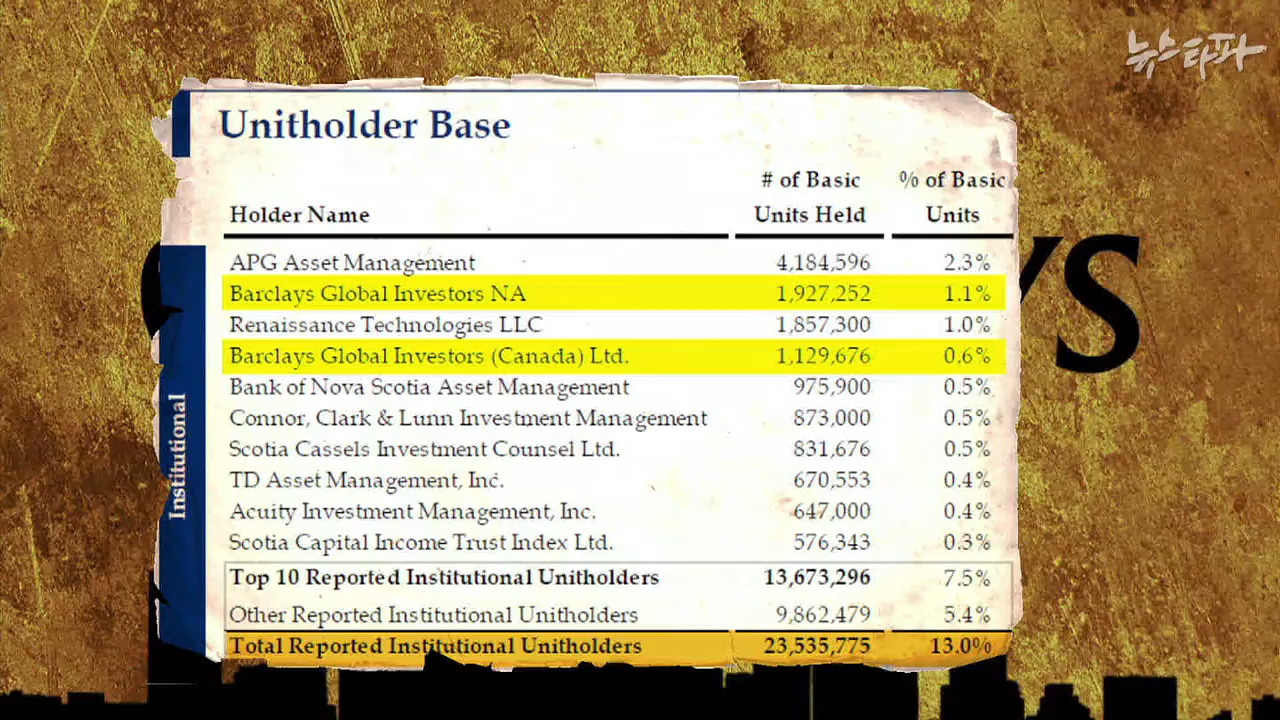 뉴스타파
Unitholder Base
# of Basic % of Basic
Holder Name Units Held Units
APG Asset Management 4,184,596 2.3%
Barclays Global Investors NA 1,927,252 1.1%
Renaissance Technologies LLC 1,857,300 1.0%
Barclays Global Investors (Canada) Ltd. 1,129,676 0.6%
Bank of Nova Scotia Asset Management 975,900 0.5%
Connor, Clark & Lunn Investment Management 873,000 0.5%
Scotia Cassels Investment Counsel Ltd. 831,676 0.5%
TD Asset Management, Inc. 670,553 0.4%
Acuity Investment Management, Inc. 647,000 0.4%
Scotia Capital Income Trust Index Ltd. 576,343 0.3%
Top 10 Reported Institutional Unitholders 13,673,296 7.5%
Other Reported Institutional Unitholders 9,862,479 5.4%
Total Reported Institutional Unitholders 23,535,775 13.0%
Institutional